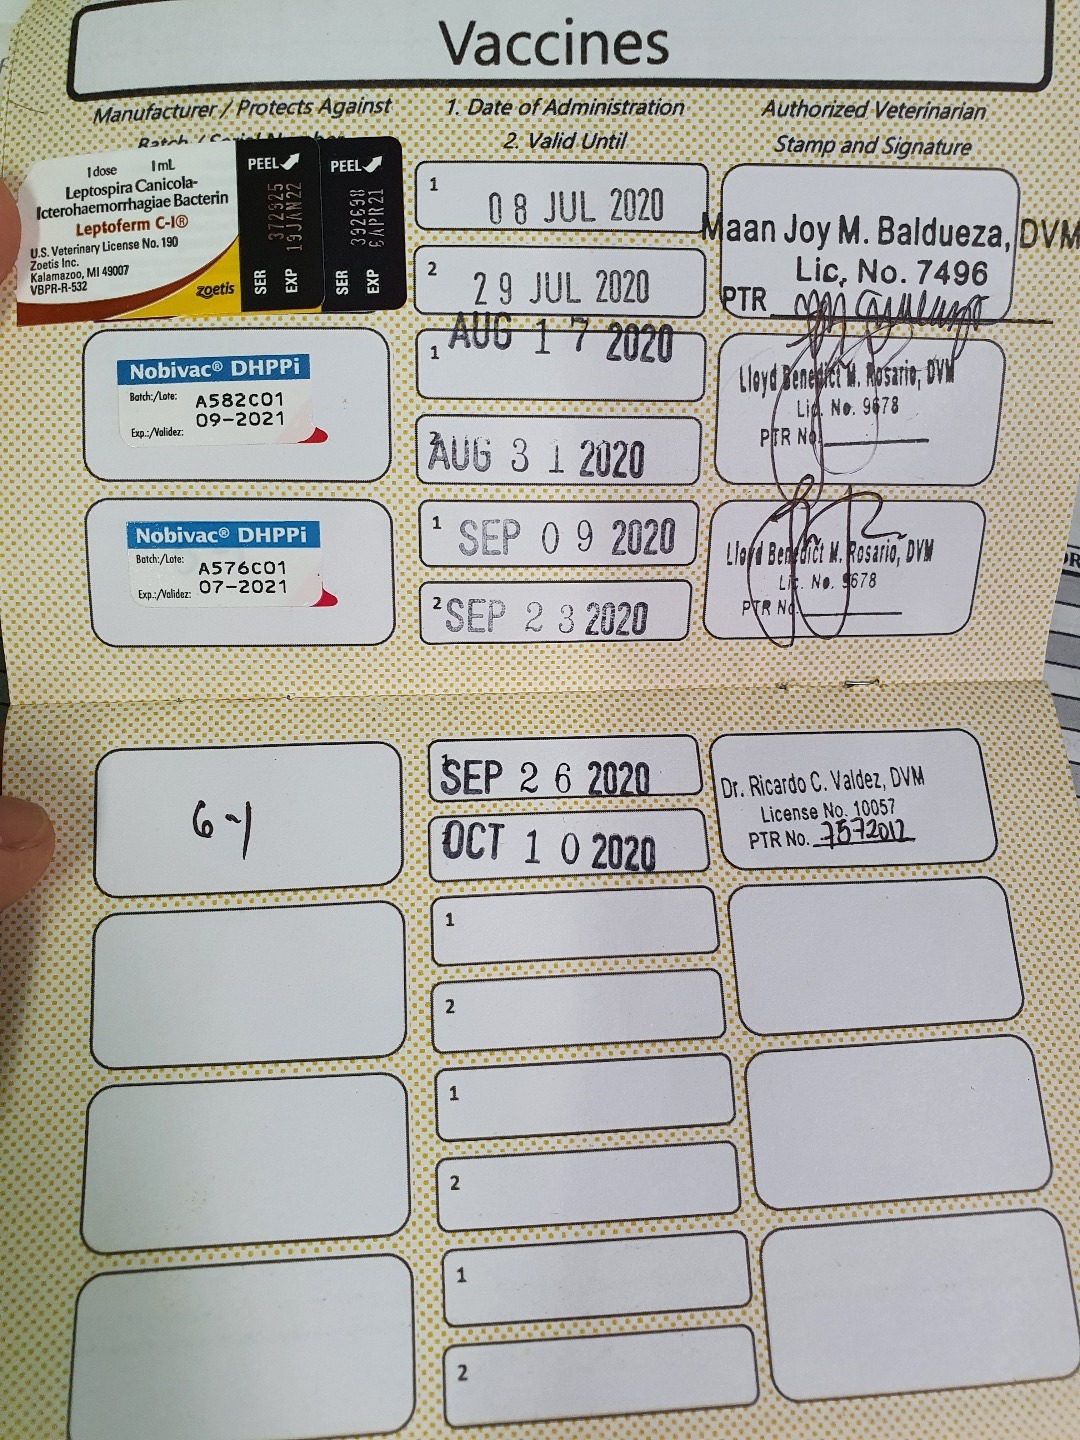 Vaccines
Manufacturer / Protects Against
1. Date of Administration
2. Valid Until
Authorized Veterinarian
Stamp and Signature
1 dose 1 mL
Leptospira Canicola-
Icterohaemorrhagiae Bacterin
Leptoferm C-I®
U.S. Veterinary License No. 190
Zoetis Inc.
Kalamazoo, MI 49007
VBPR-R-532
zoetis
PEEL
SER 372525
EXP 19JAN22
PEEL
SER 392698
EXP 6APR21
1
08 JUL 2020
2
29 JUL 2020
Maan Joy M. Baldueza, DVM
Lic. No. 7496
PTR
Nobivac® DHPPi
Batch:/Lote: A582C01
09-2021
Exp.:/Validez:
1
AUG 17 2020
2
AUG 31 2020
Lloyd Benedict M. Rosario, DVM
Lic. No. 9678
PTR No.
Nobivac® DHPPi
Batch:/Lote: A576C01
Exp.:/Validez: 07-2021
1
SEP 09 2020
2
SEP 23 2020
Lloyd Benedict M. Rosario, DVM
Lic. No. 9678
PTR No.
6-1
1
SEP 26 2020
OCT 10 2020
Dr. Ricardo C. Valdez, DVM
License No. 10057
PTR No. 7572012
1
2
1
2
1
2